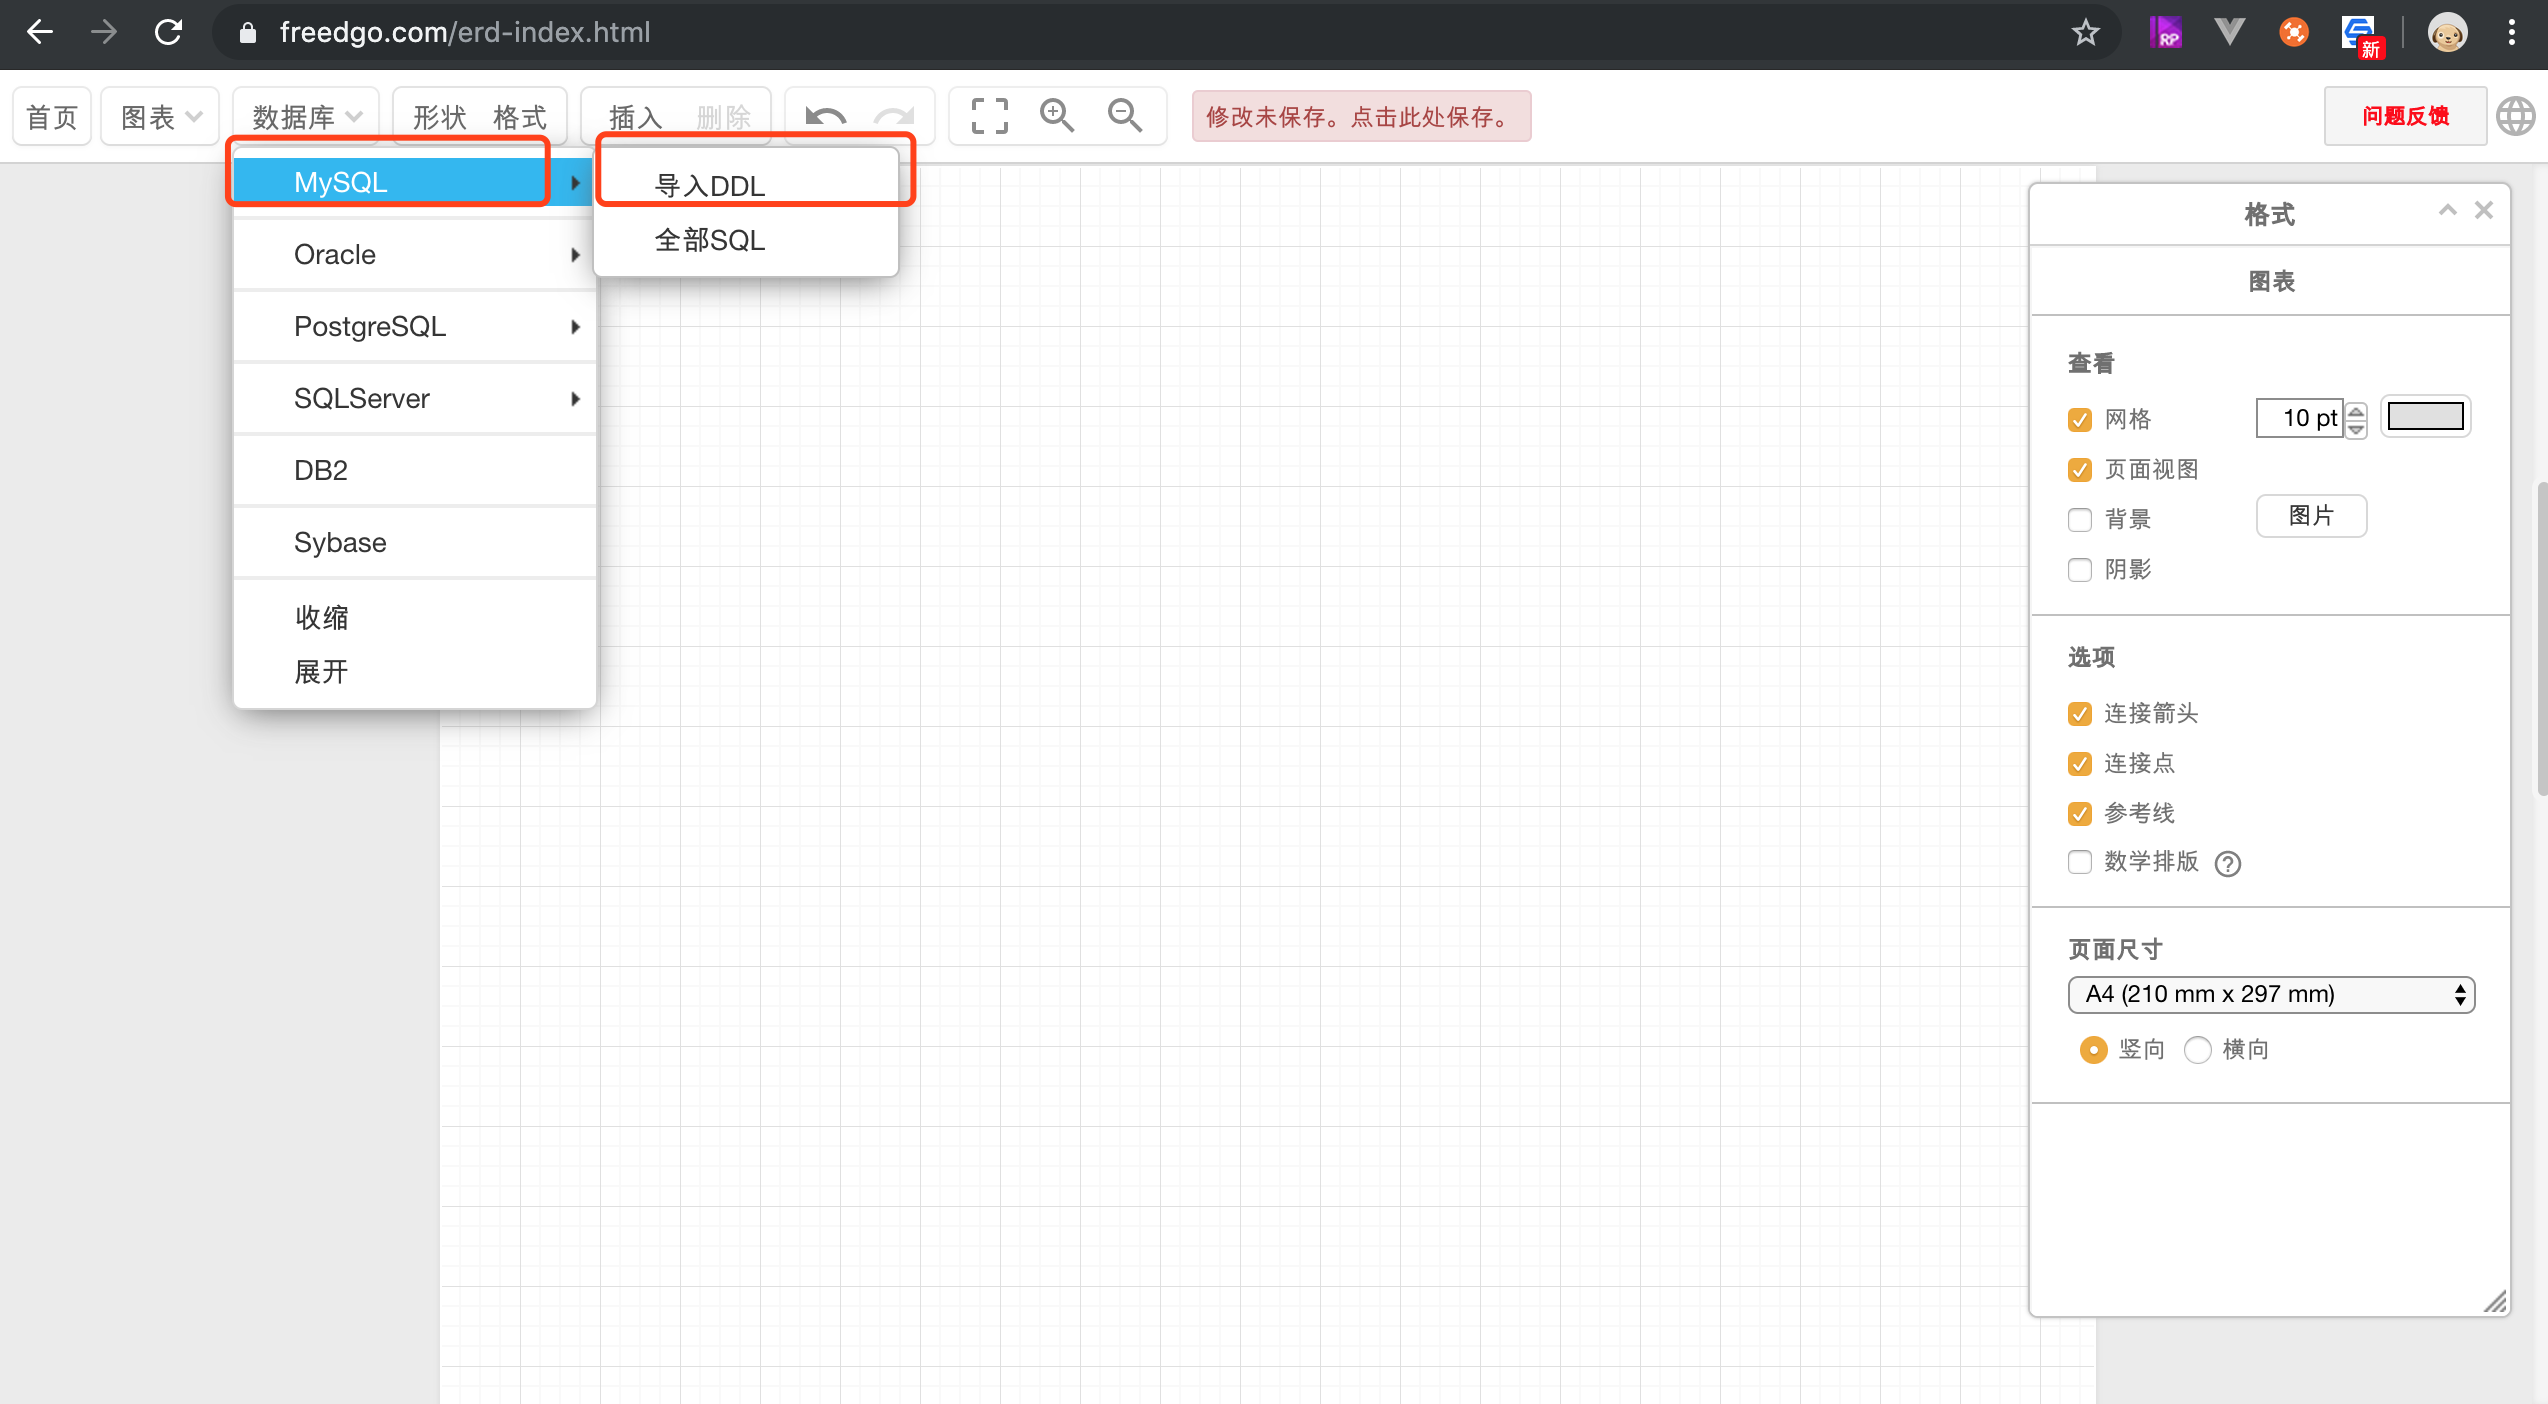 freedgo.com/erd-index.html
RP
新
首页 图表 数据库 形状 格式 插入 删除 修改未保存。点击此处保存。 问题反馈
MySQL
Oracle
PostgreSQL
SQLServer
DB2
Sybase
收缩
展开
导入DDL
全部SQL
格式
图表
查看
网格 10 pt
页面视图
背景 图片
阴影
选项
连接箭头
连接点
参考线
数学排版 ?
页面尺寸
A4 (210 mm x 297 mm)
竖向 横向